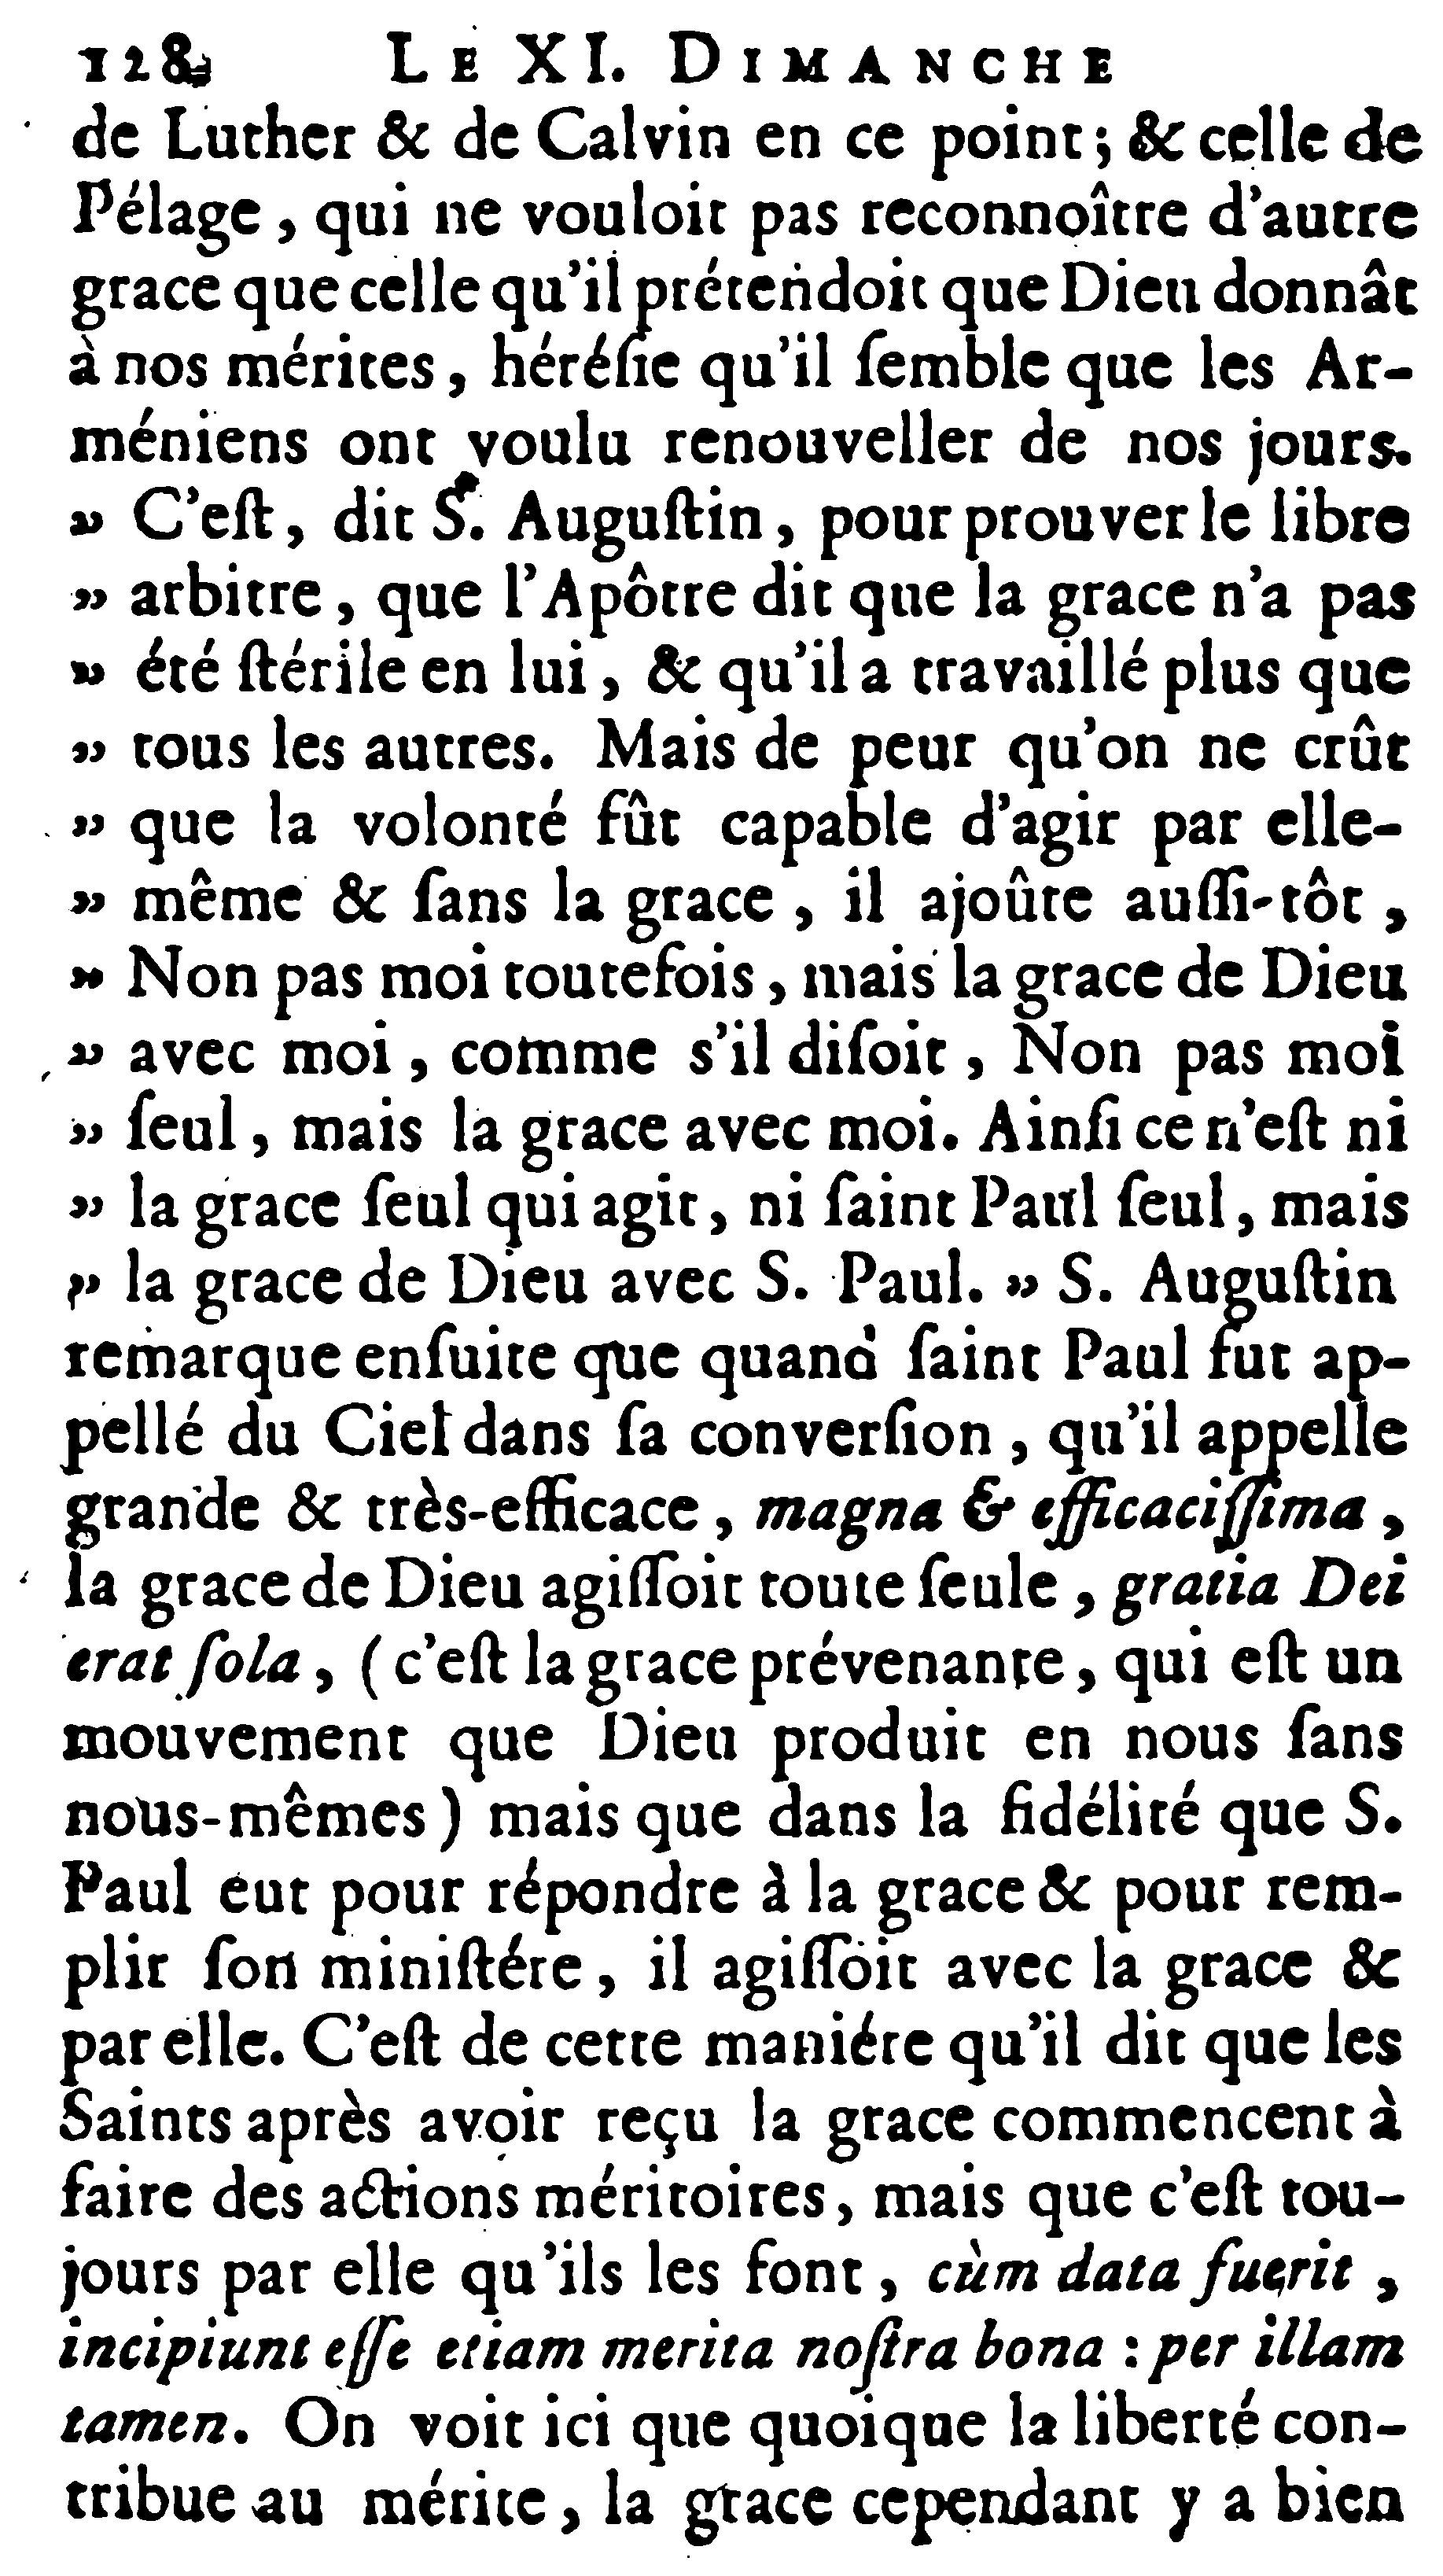 128 LE XI. DIMANCHE
de Luther & de Calvin en ce point; & celle de
Pélage, qui ne vouloit pas reconnoître d'autre
grace que celle qu'il prétendoit que Dieu donnât
à nos mérites, héréſie qu'il ſemble que les Ar-
méniens ont voulu renouveller de nos jours.
„ C'eſt, dit S. Auguſtin, pour prouver le libre
„ arbitre, que l'Apôtre dit que la grace n'a pas
„ été ſtérile en lui, & qu'il a travaillé plus que
„ tous les autres. Mais de peur qu'on ne crût
„ que la volonté fût capable d'agir par elle-
„ même & ſans la grace, il ajoûte auſſi-tôt,
„ Non pas moi toutefois, mais la grace de Dieu
„ avec moi, comme s'il diſoit, Non pas moi
„ ſeul, mais la grace avec moi. Ainſi ce n'eſt ni
„ la grace ſeul qui agit, ni ſaint Paul ſeul, mais
„ la grace de Dieu avec S. Paul. „ S. Auguſtin
remarque enſuite que quand ſaint Paul fut ap-
pellé du Ciel dans ſa converſion, qu'il appelle
grande & très-efficace, magna & efficaciſſima,
la grace de Dieu agiſſoit toute ſeule, gratia Dei
erat ſola, (c'eſt la grace prévenante, qui eſt un
mouvement que Dieu produit en nous ſans
nous-mêmes) mais que dans la fidélité que S.
Paul eut pour répondre à la grace & pour rem-
plir ſon miniſtére, il agiſſoit avec la grace &
par elle. C'eſt de cette maniére qu'il dit que les
Saints après avoir reçu la grace commencent à
faire des actions méritoires, mais que c'eſt tou-
jours par elle qu'ils les font, cùm data fuerit,
incipiunt eſſe etiam merita noſtra bona : per illam
tamen. On voit ici que quoique la liberté con-
tribue au mérite, la grace cependant y a bien